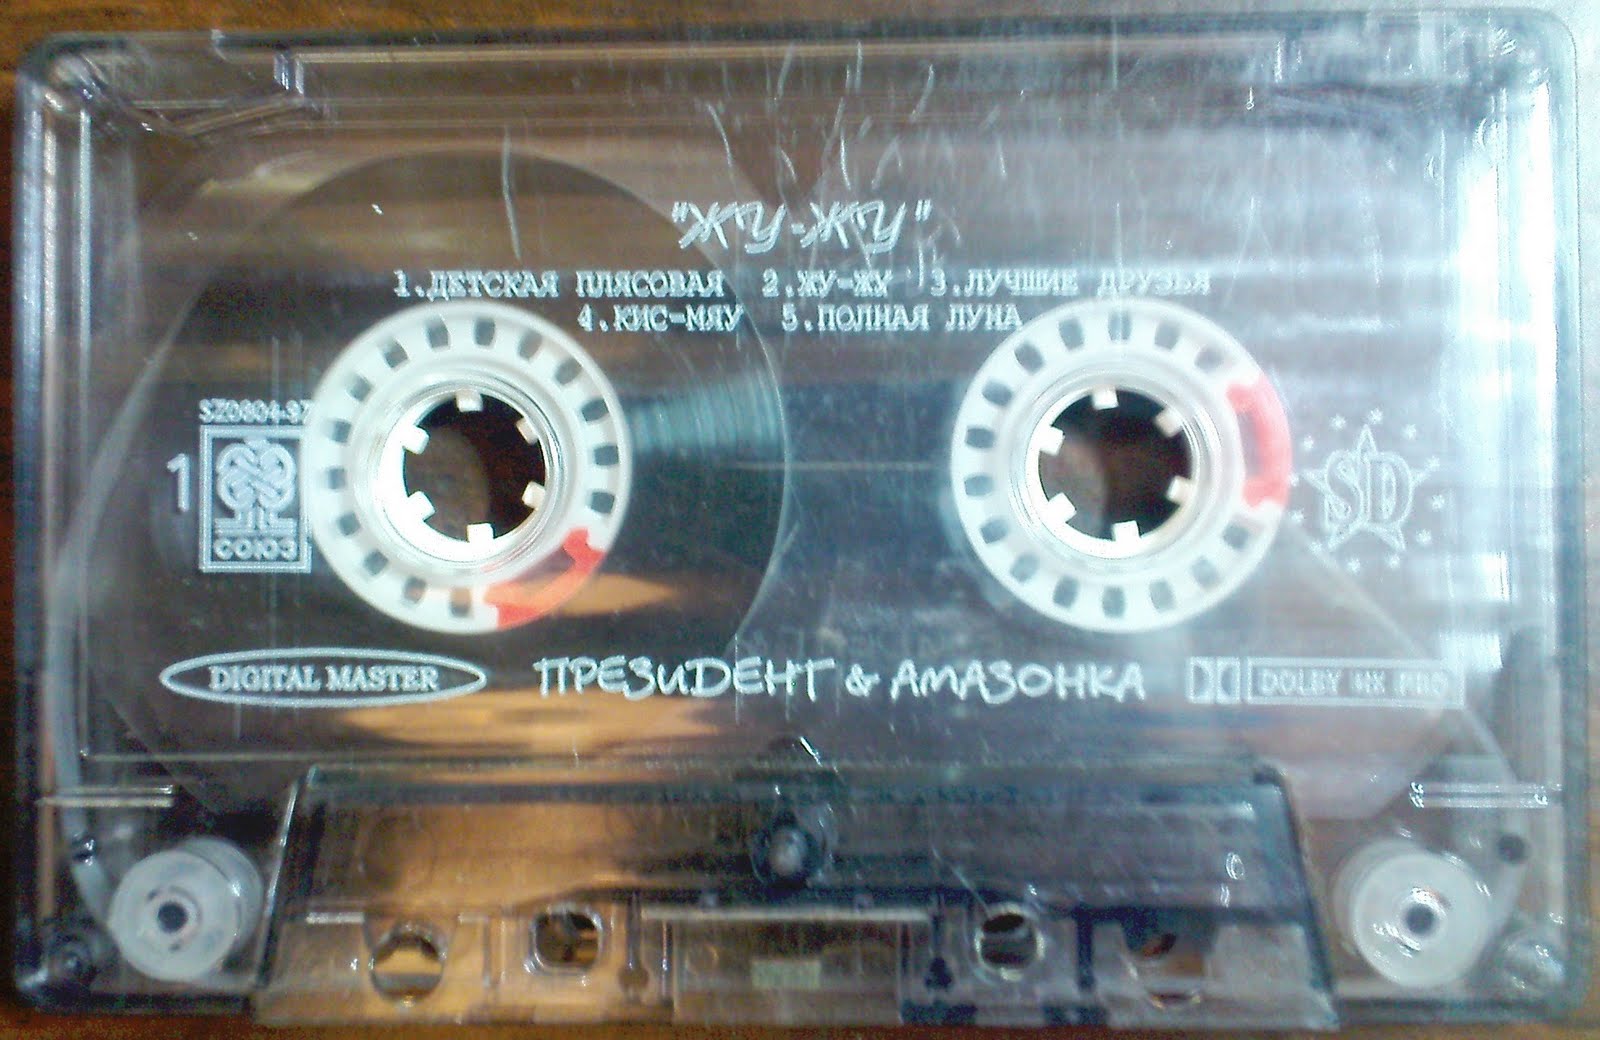 "ЖУ-ЖУ"
1.ДЕТСКАЯ ПЛЯСОВАЯ 2.ЖУ-ЖУ 3.ЛУЧШИЕ ДРУЗЬЯ
4.КИС-МЯУ 5.ПОЛНАЯ ЛУНА
SZ0804-97
1
СОЮЗ
SD
DIGITAL MASTER
ПРЕЗИДЕНТ & АМАЗОНКА
DOLBY HX PRO